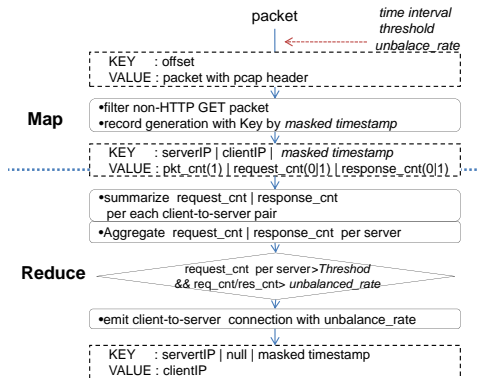 packet
time interval
threshold
unbalace_rate
KEY : offset
VALUE : packet with pcap header
Map
•filter non-HTTP GET packet
•record generation with Key by masked timestamp
KEY : serverIP | clientIP | masked timestamp
VALUE : pkt_cnt(1) | request_cnt(0|1) | response_cnt(0|1)
•summarize request_cnt | response_cnt
per each client-to-server pair
•Aggregate request_cnt | response_cnt per server
Reduce
request_cnt per server>Threshod
&& req_cnt/res_cnt> unbalanced_rate
•emit client-to-server connection with unbalance_rate
KEY : servertIP | null | masked timestamp
VALUE : clientIP